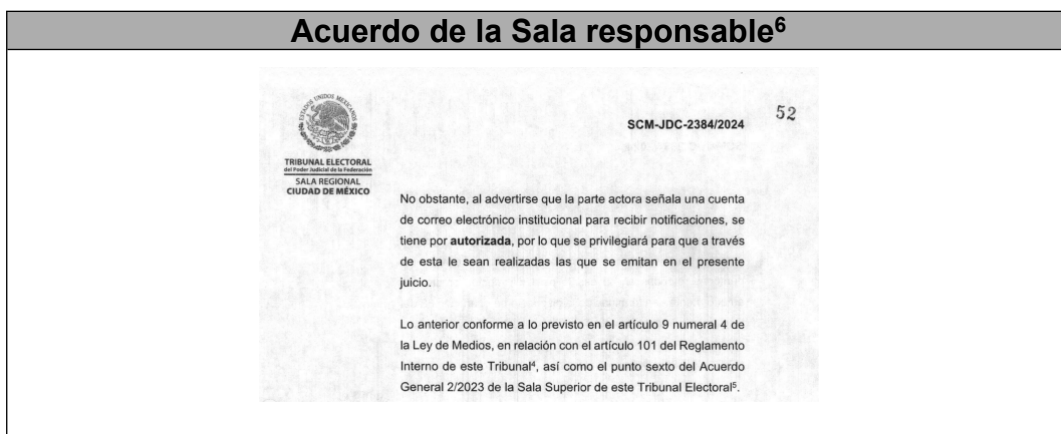 Acuerdo de la Sala responsable⁶
52
SCM-JDC-2384/2024
ESTADOS UNIDOS MEXICANOS
TRIBUNAL ELECTORAL
del Poder Judicial de la Federación
SALA REGIONAL
CIUDAD DE MÉXICO
No obstante, al advertirse que la parte actora señala una cuenta
de correo electrónico institucional para recibir notificaciones, se
tiene por autorizada, por lo que se privilegiará para que a través
de esta le sean realizadas las que se emitan en el presente
juicio.
Lo anterior conforme a lo previsto en el artículo 9 numeral 4 de
la Ley de Medios, en relación con el artículo 101 del Reglamento
Interno de este Tribunal⁴, así como el punto sexto del Acuerdo
General 2/2023 de la Sala Superior de este Tribunal Electoral⁵.